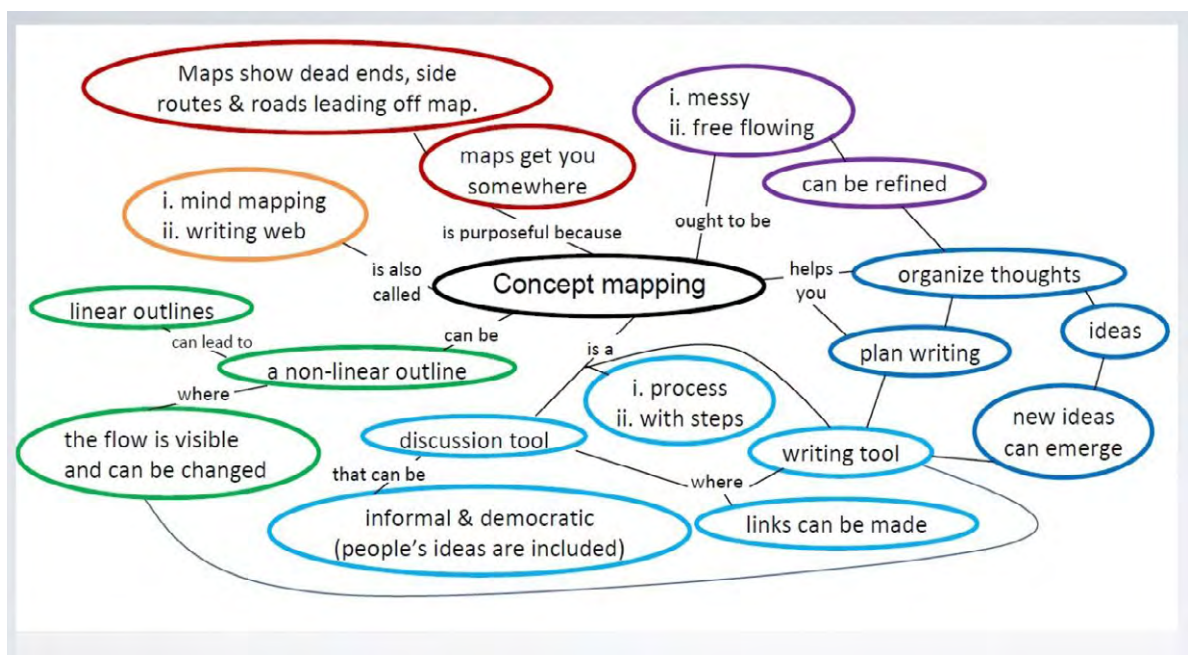 Maps show dead ends, side
routes & roads leading off map.
maps get you
somewhere
i. messy
ii. free flowing
can be refined
i. mind mapping
ii. writing web
is purposeful because
ought to be
is also
called
Concept mapping
helps
you
organize thoughts
linear outlines
can lead to
can be
a non-linear outline
is a
plan writing
ideas
where
i. process
ii. with steps
the flow is visible
and can be changed
discussion tool
writing tool
new ideas
can emerge
that can be
where
informal & democratic
(people's ideas are included)
links can be made